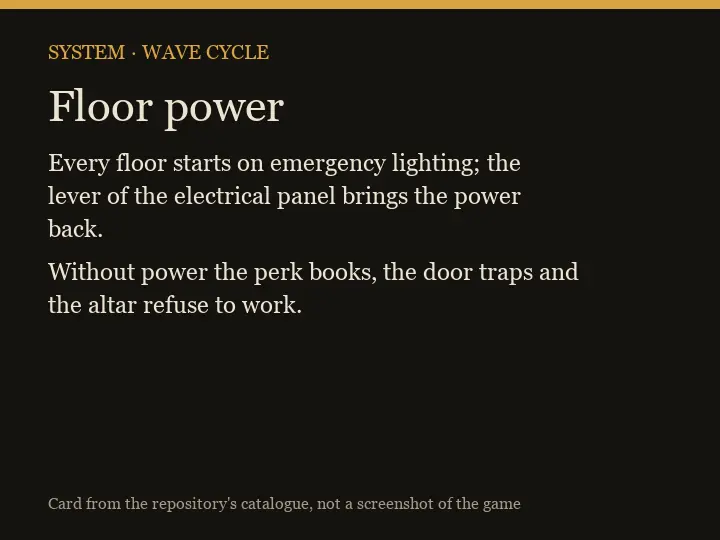 SYSTEM · WAVE CYCLE
Floor power
Every floor starts on emergency lighting; the
lever of the electrical panel brings the power
back.
Without power the perk books, the door traps and
the altar refuse to work.
Card from the repository's catalogue, not a screenshot of the game